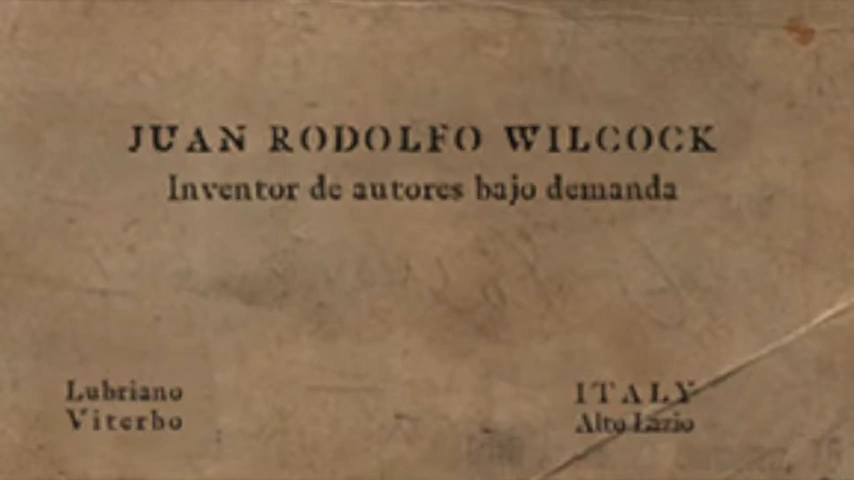 JUAN RODOLFO WILCOCK
Inventor de autores bajo demanda
Lubriano
Viterbo
ITALY
Alto Lazio